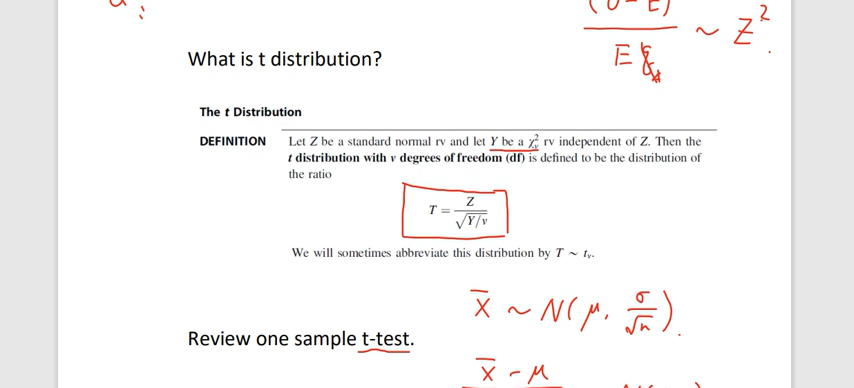 (O - E)
E
~ Z²
What is t distribution?
The t Distribution
DEFINITION Let Z be a standard normal rv and let Y be a χ²ᵥ rv independent of Z. Then the
t distribution with ν degrees of freedom (df) is defined to be the distribution of
the ratio
T = Z / √Y/ν
We will sometimes abbreviate this distribution by T ~ tᵥ.
X̄ ~ N(μ, σ/√n).
Review one sample t-test.
X̄ - μ